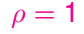 ρ = 1